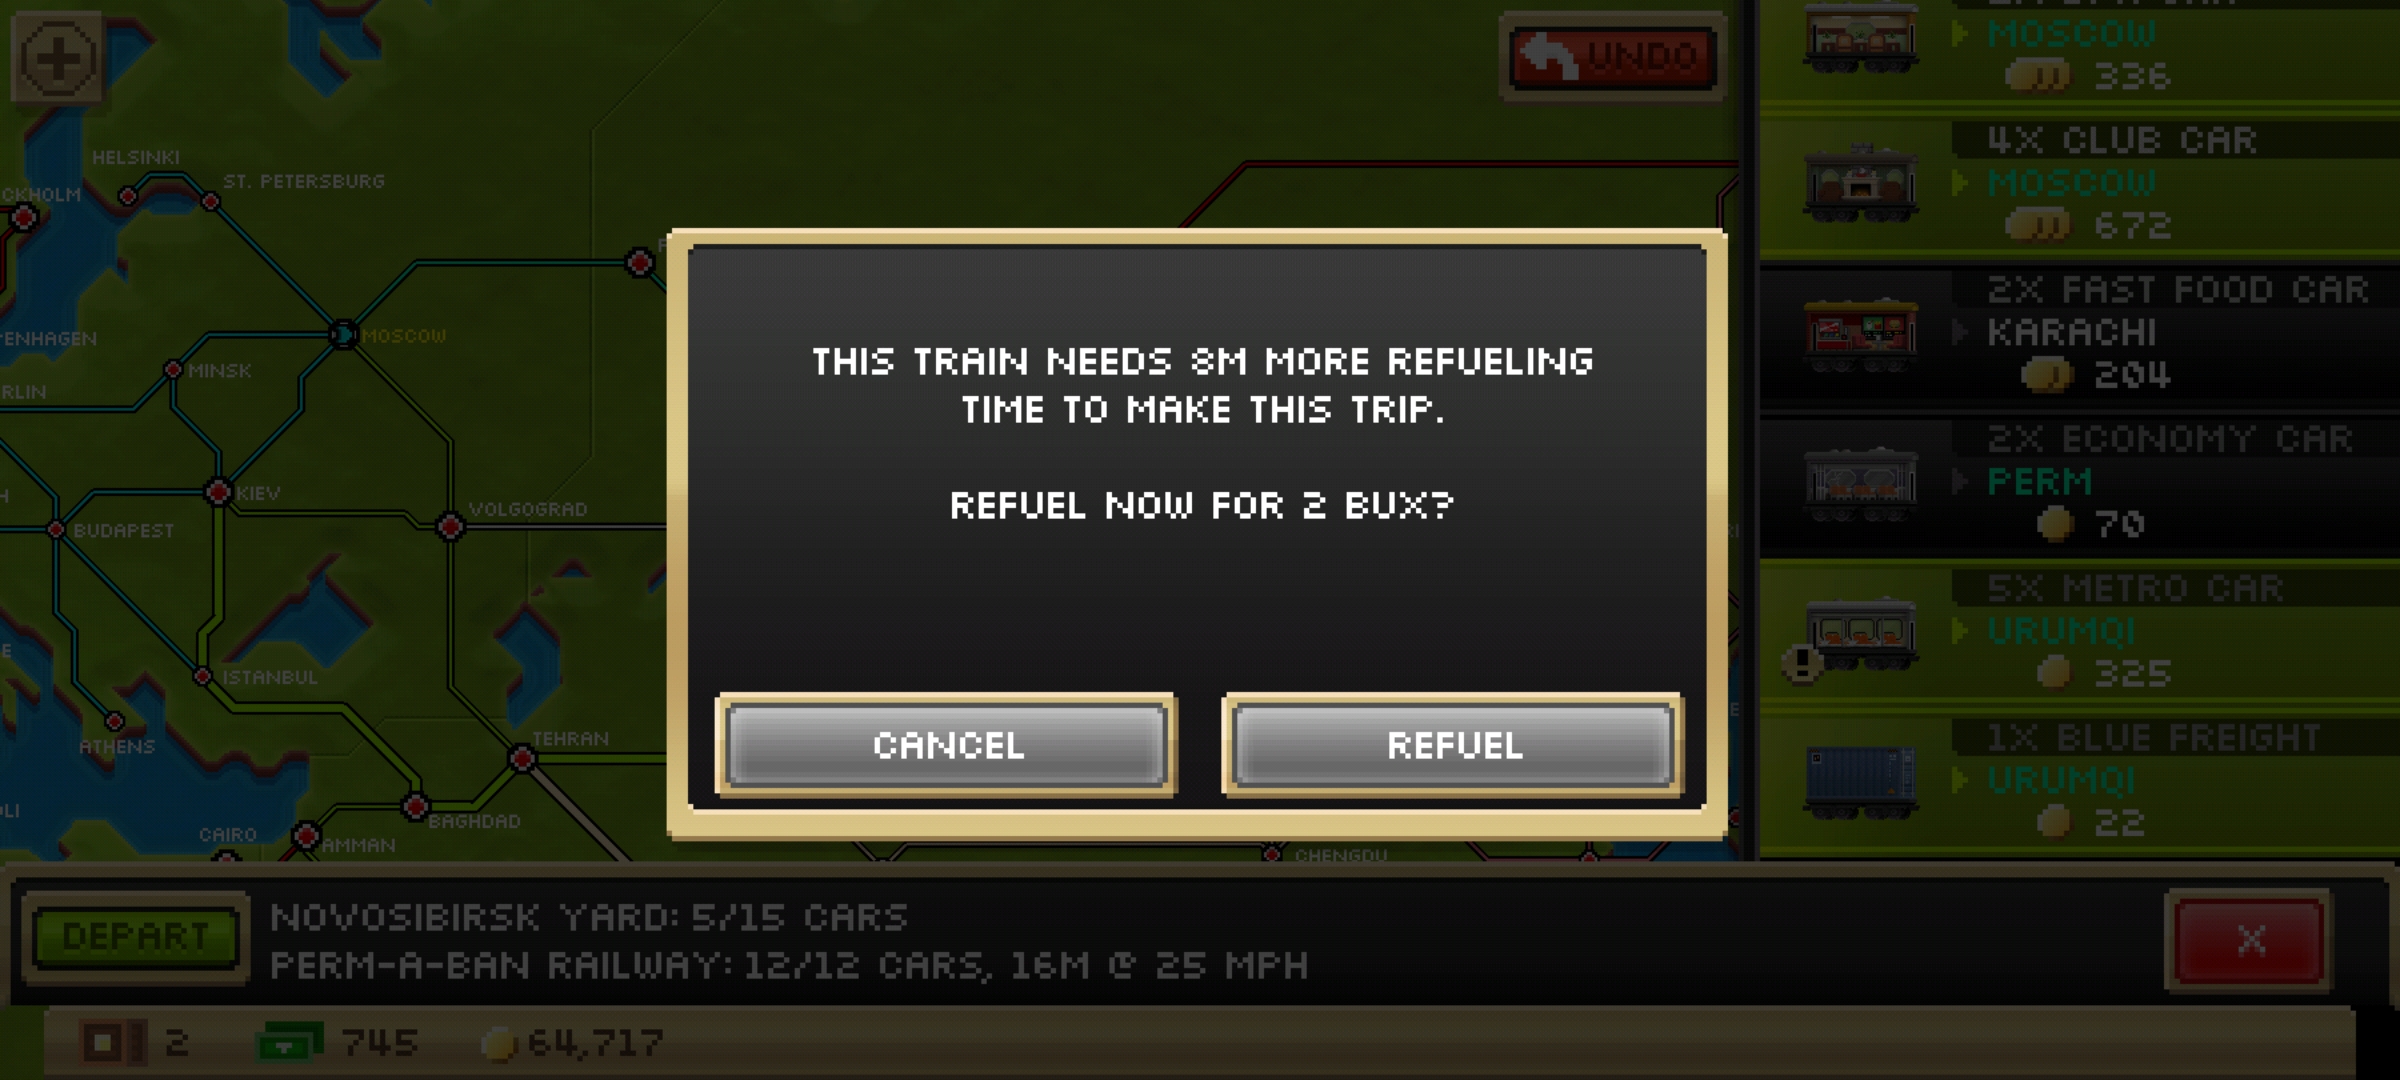 UNDO
HELSINKI
ST. PETERSBURG
CKHOLM
MOSCOW
ENHAGEN
MINSK
RLIN
KIEV
VOLGOGRAD
BUDAPEST
ISTANBUL
ATHENS
TEHRAN
BAGHDAD
CAIRO
AMMAN
CHENGDU
THIS TRAIN NEEDS 8M MORE REFUELING
TIME TO MAKE THIS TRIP.
REFUEL NOW FOR 2 BUX?
CANCEL
REFUEL
MOSCOW
336
4X CLUB CAR
MOSCOW
672
2X FAST FOOD CAR
KARACHI
204
2X ECONOMY CAR
PERM
70
5X METRO CAR
URUMQI
325
1X BLUE FREIGHT
URUMQI
22
DEPART
NOVOSIBIRSK YARD: 5/15 CARS
PERM-A-BAN RAILWAY: 12/12 CARS, 16M @ 25 MPH
X
2
745
64,717